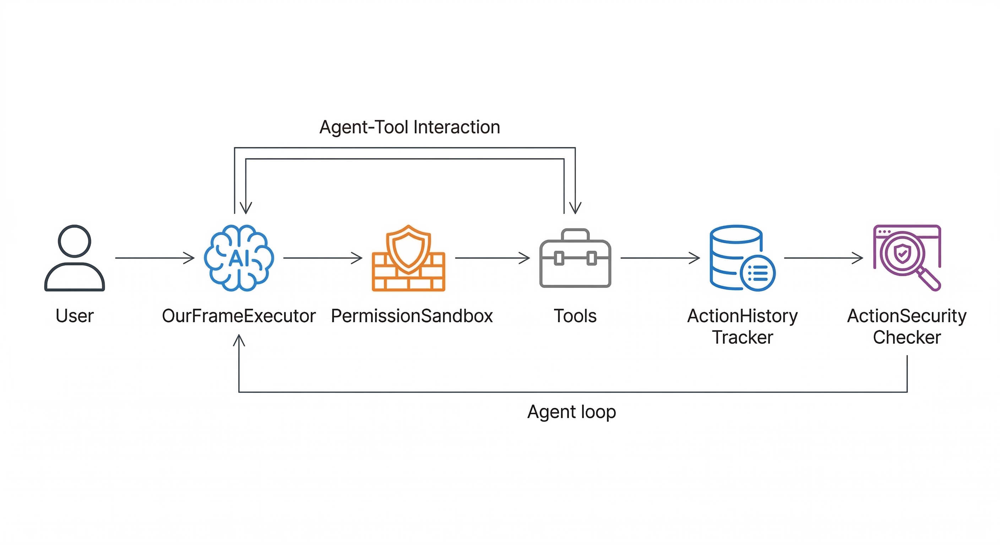 Agent-Tool Interaction
AI
User
OurFrameExecutor
PermissionSandbox
Tools
ActionHistory
Tracker
ActionSecurity
Checker
Agent loop